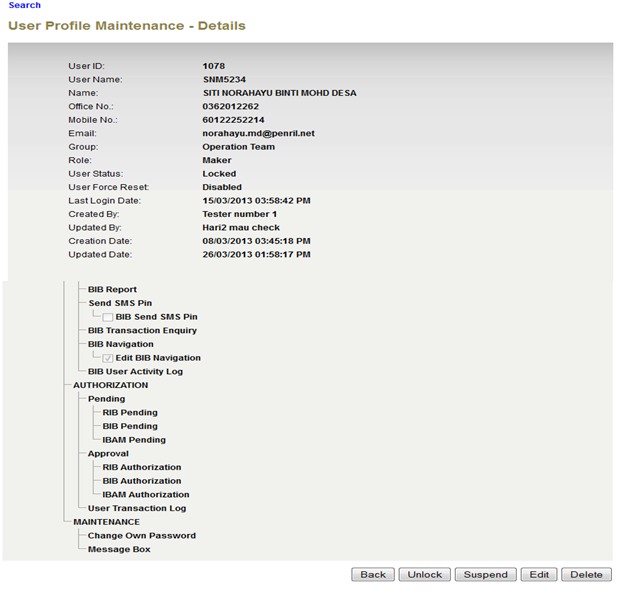 Search
User Profile Maintenance - Details
User ID: 1078
User Name: SNM5234
Name: SITI NORAHAYU BINTI MOHD DESA
Office No.: 0362012262
Mobile No.: 60122252214
Email: norahayu.md@penril.net
Group: Operation Team
Role: Maker
User Status: Locked
User Force Reset: Disabled
Last Login Date: 15/03/2013 03:58:42 PM
Created By: Tester number 1
Updated By: Hari2 mau check
Creation Date: 08/03/2013 03:45:18 PM
Updated Date: 26/03/2013 01:58:17 PM
BIB Report
Send SMS Pin
BIB Send SMS Pin
BIB Transaction Enquiry
BIB Navigation
Edit BIB Navigation
BIB User Activity Log
AUTHORIZATION
Pending
RIB Pending
BIB Pending
IBAM Pending
Approval
RIB Authorization
BIB Authorization
IBAM Authorization
User Transaction Log
MAINTENANCE
Change Own Password
Message Box
Back Unlock Suspend Edit Delete